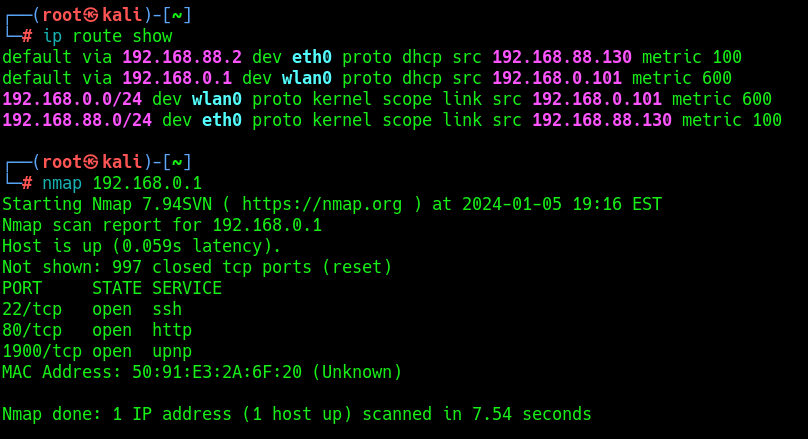 ┌──(root㉿kali)-[~]
└─# ip route show
default via 192.168.88.2 dev eth0 proto dhcp src 192.168.88.130 metric 100
default via 192.168.0.1 dev wlan0 proto dhcp src 192.168.0.101 metric 600
192.168.0.0/24 dev wlan0 proto kernel scope link src 192.168.0.101 metric 600
192.168.88.0/24 dev eth0 proto kernel scope link src 192.168.88.130 metric 100
┌──(root㉿kali)-[~]
└─# nmap 192.168.0.1
Starting Nmap 7.94SVN ( https://nmap.org ) at 2024-01-05 19:16 EST
Nmap scan report for 192.168.0.1
Host is up (0.059s latency).
Not shown: 997 closed tcp ports (reset)
PORT     STATE SERVICE
22/tcp   open  ssh
80/tcp   open  http
1900/tcp open  upnp
MAC Address: 50:91:E3:2A:6F:20 (Unknown)
Nmap done: 1 IP address (1 host up) scanned in 7.54 seconds